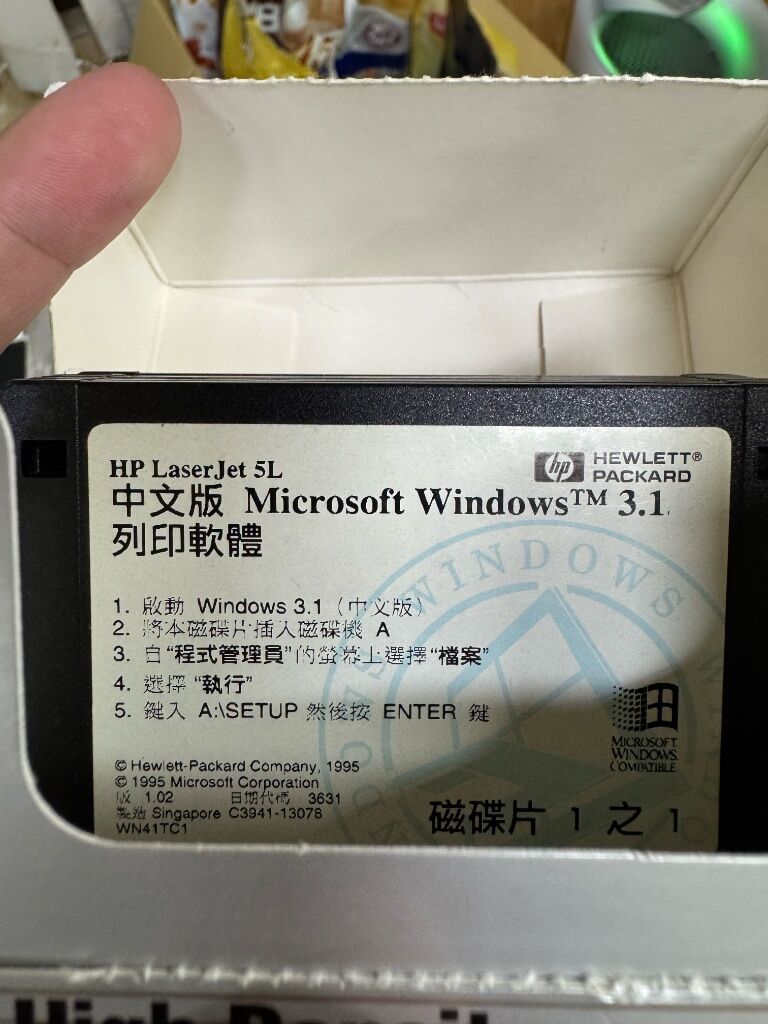 HP LaserJet 5L
hp HEWLETT®
PACKARD
中文版 Microsoft Windows™ 3.1
列印軟體
WINDOWS
1. 啟動 Windows 3.1 (中文版)
2. 將本磁碟片插入磁碟機 A
3. 自“程式管理員”的螢幕上選擇“檔案”
4. 選擇 “執行”
5. 鍵入 A:\SETUP 然後按 ENTER 鍵
MICROSOFT®
WINDOWS™
COMPATIBLE
© Hewlett-Packard Company, 1995
© 1995 Microsoft Corporation
版 1.02 日期代碼 3631
製造 Singapore C3941-13078
WN41TC1
磁碟片 1 之 1
High